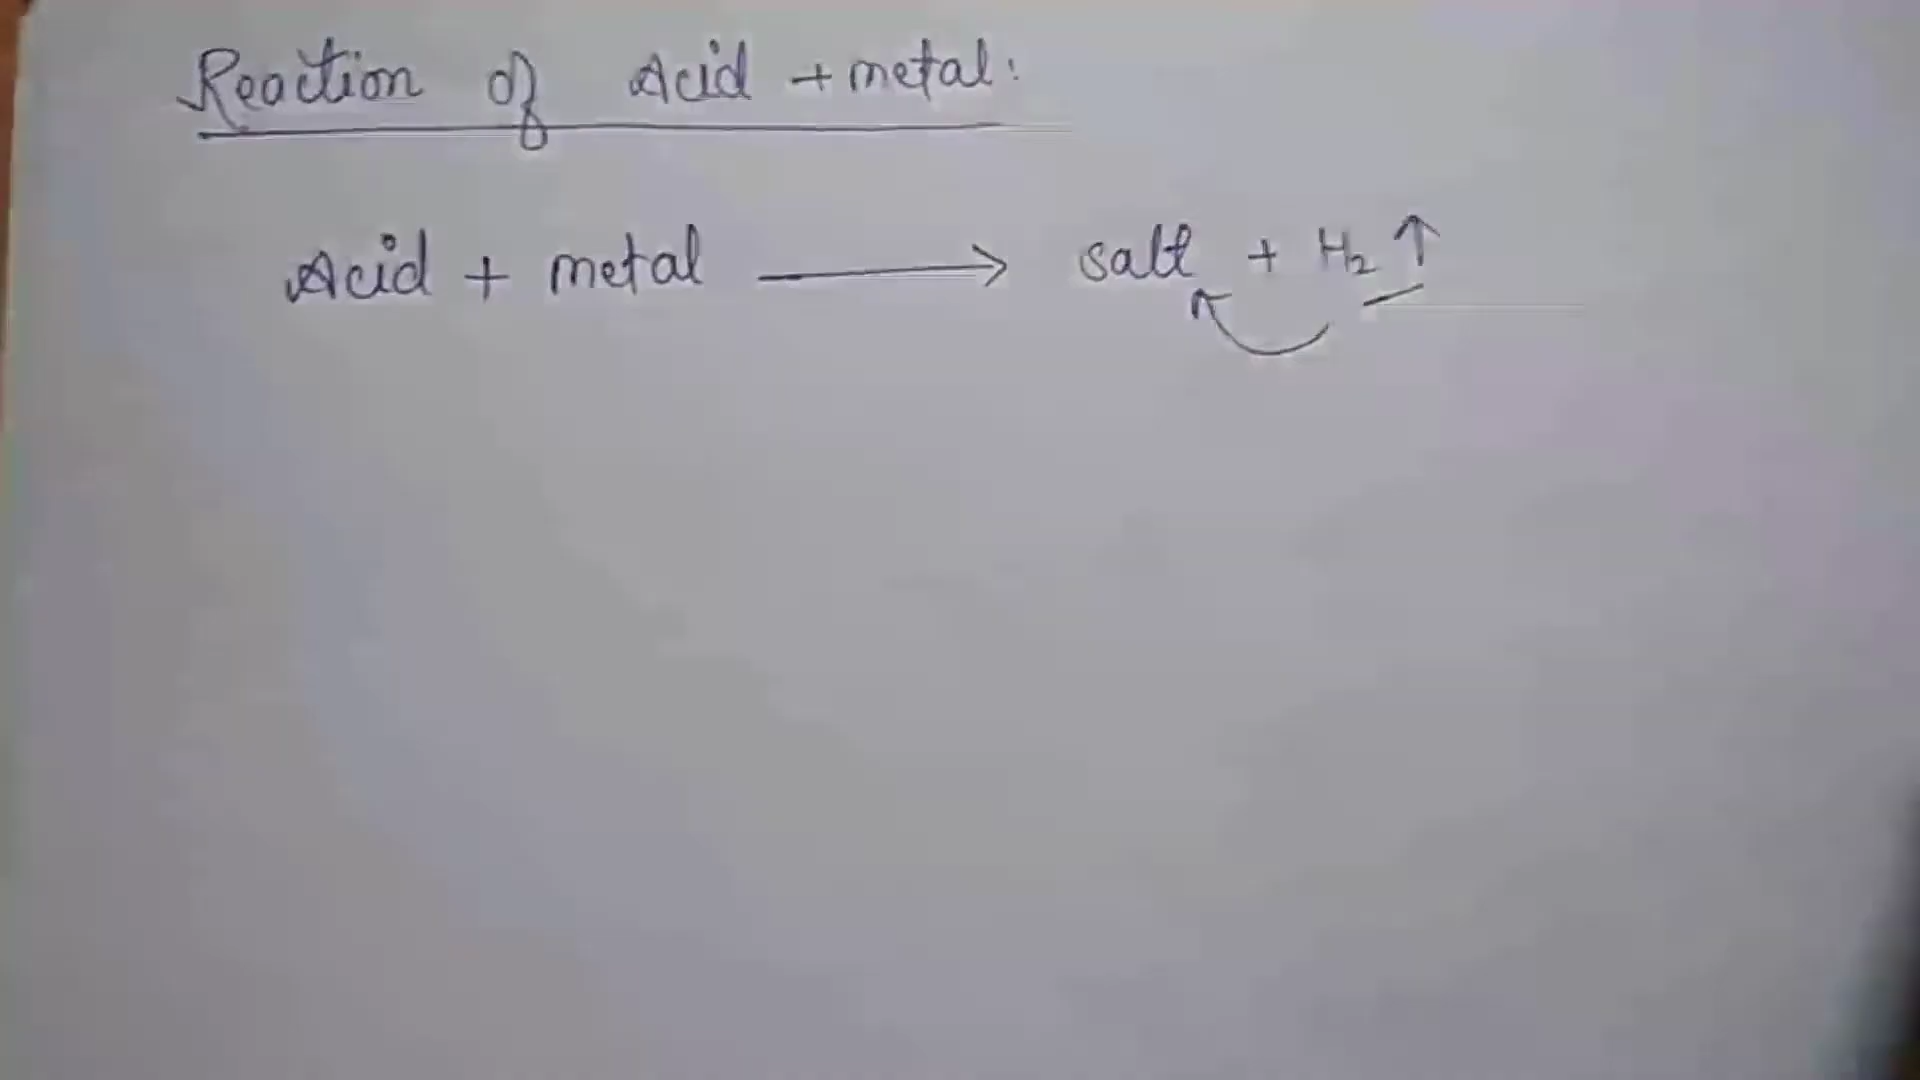 Reaction of Acid + metal:
Acid + metal ⟶ salt + H₂ ↑